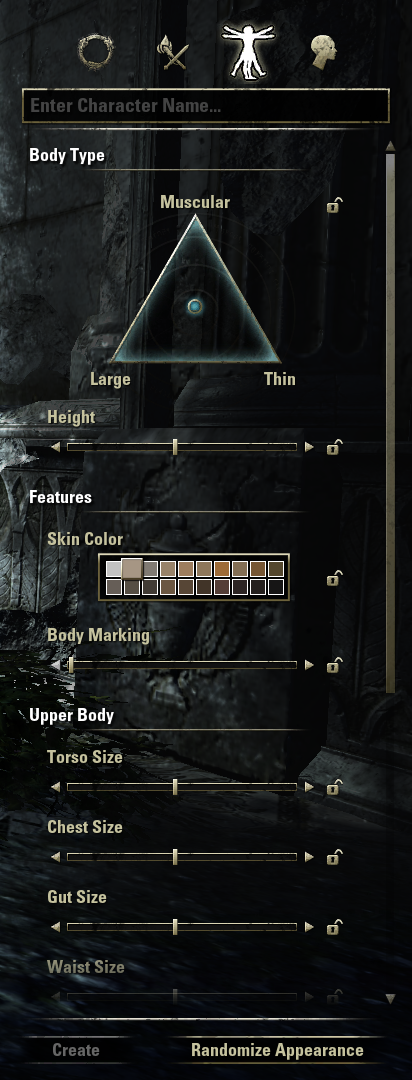 Enter Character Name...
Body Type
Muscular
Large
Thin
Height
Features
Skin Color
Body Marking
Upper Body
Torso Size
Chest Size
Gut Size
Waist Size
Create
Randomize Appearance